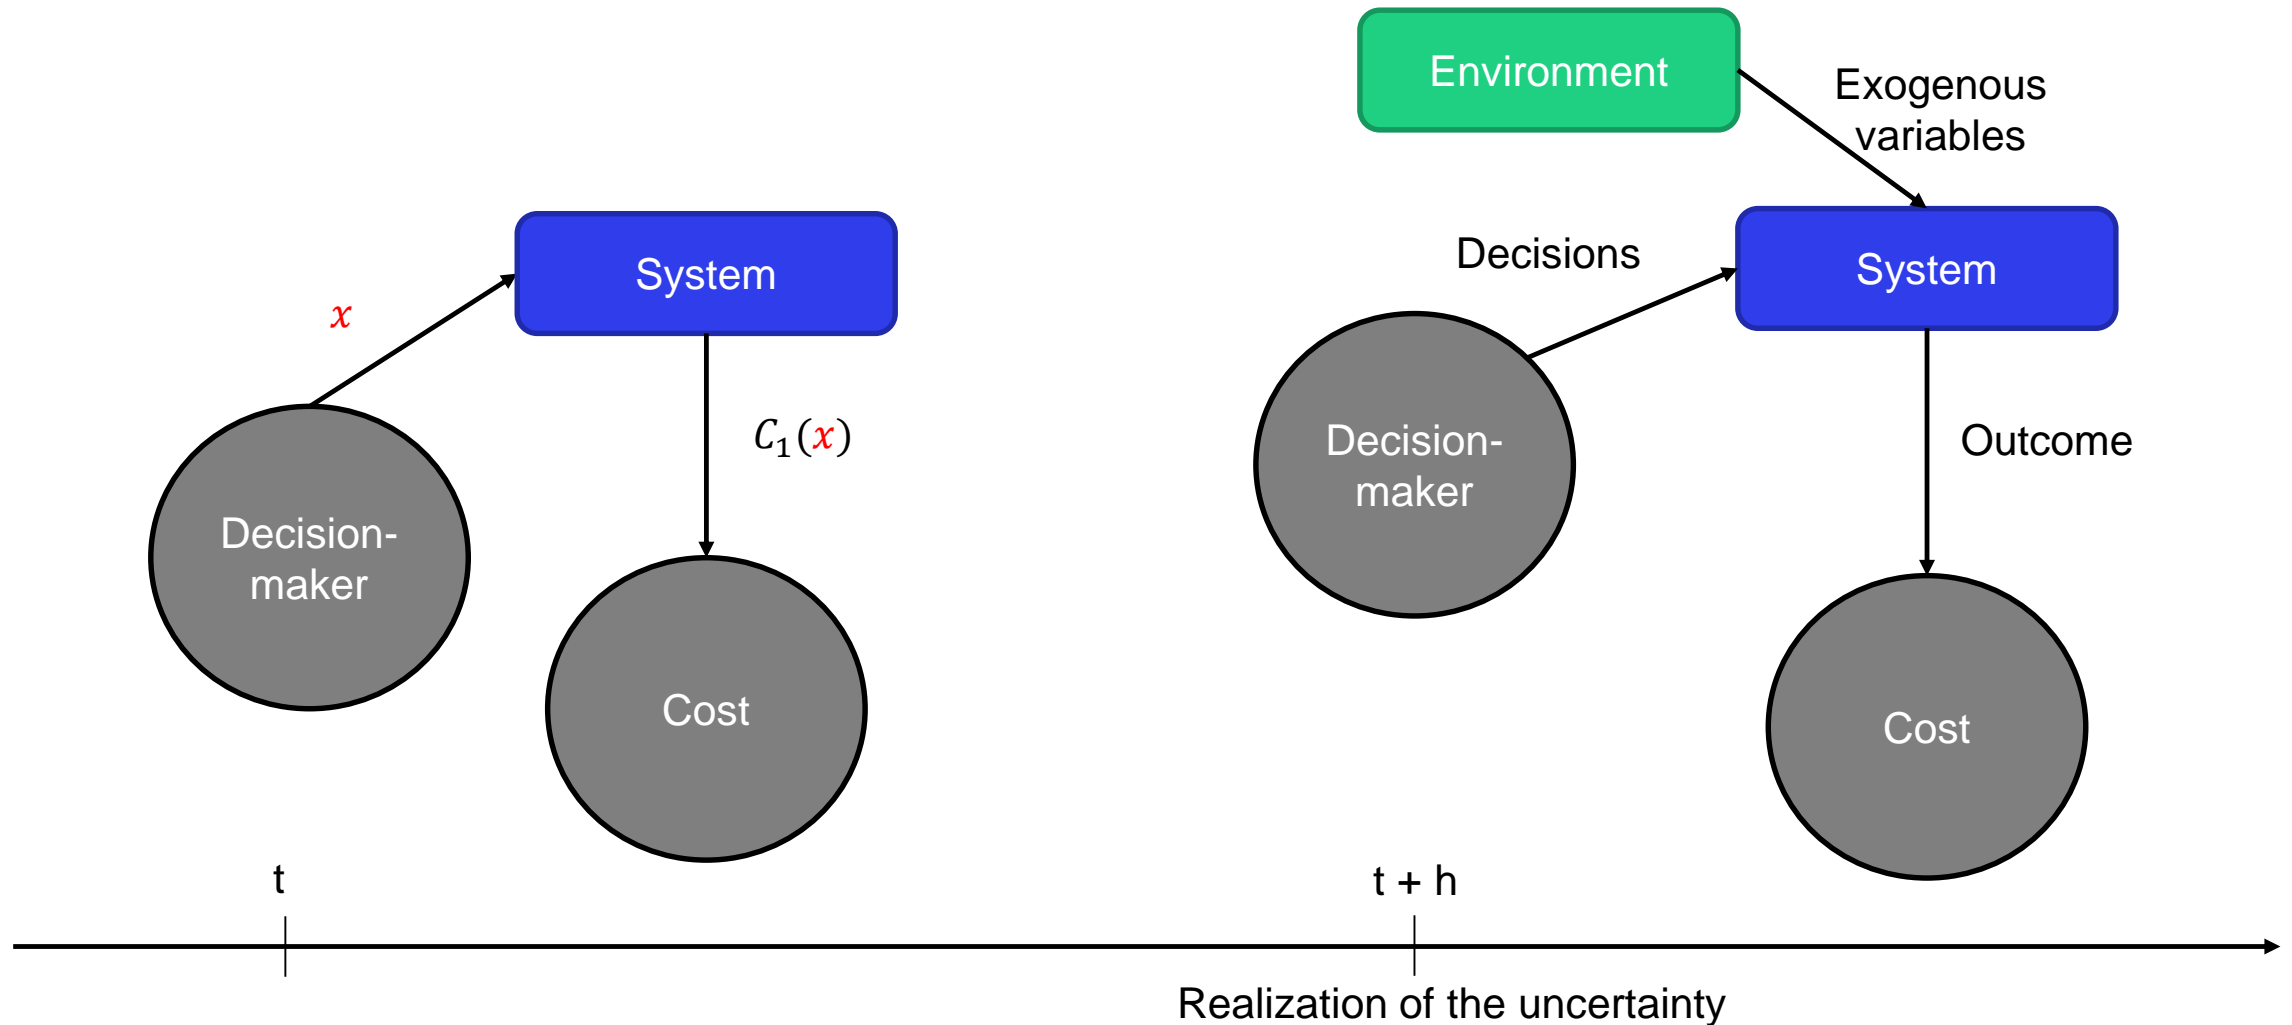 Environment
Exogenous
variables
System
x
Decisions
System
C₁(x)
Decision-
maker
Outcome
Decision-
maker
Cost
Cost
t
t + h
Realization of the uncertainty